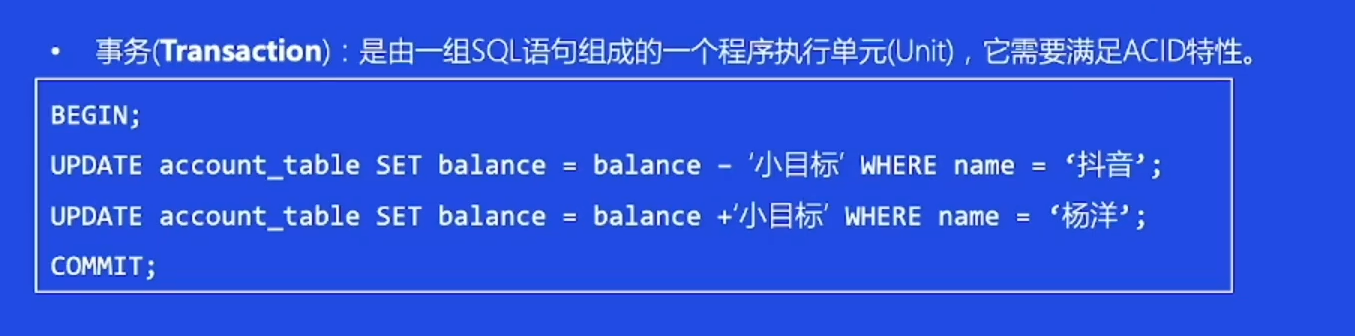 • 事务(Transaction)：是由一组SQL语句组成的一个程序执行单元(Unit)，它需要满足ACID特性。
BEGIN;
UPDATE account_table SET balance = balance – ‘小目标’ WHERE name = ‘抖音’;
UPDATE account_table SET balance = balance +‘小目标’ WHERE name = ‘杨洋’;
COMMIT;